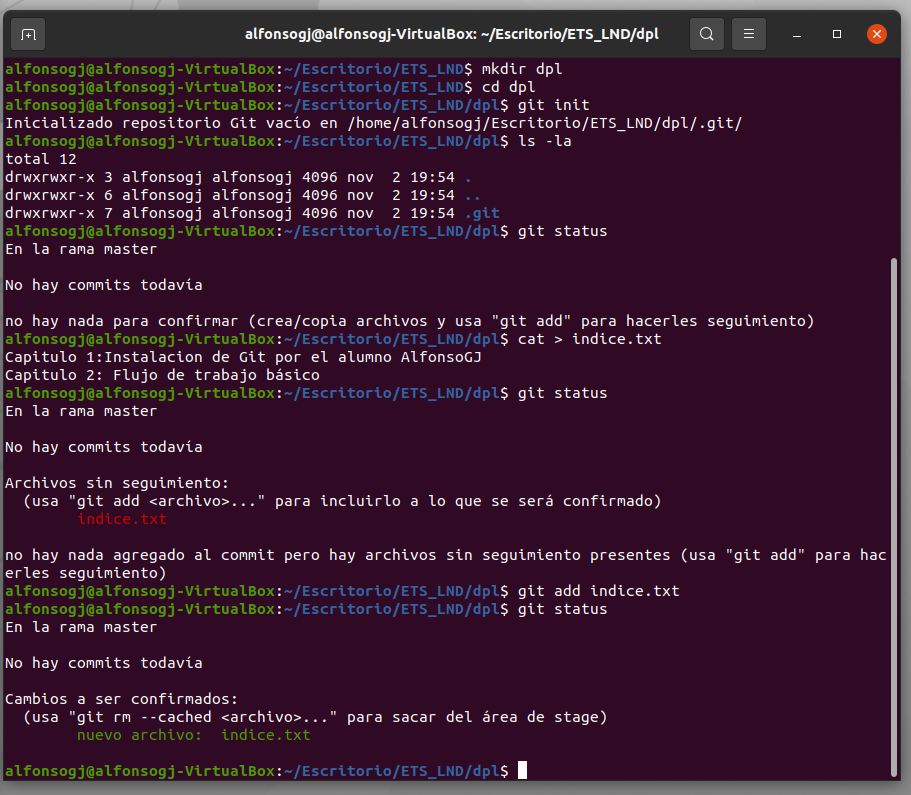 alfonsogj@alfonsogj-VirtualBox: ~/Escritorio/ETS_LND/dpl
alfonsogj@alfonsogj-VirtualBox:~/Escritorio/ETS_LND$ mkdir dpl
alfonsogj@alfonsogj-VirtualBox:~/Escritorio/ETS_LND$ cd dpl
alfonsogj@alfonsogj-VirtualBox:~/Escritorio/ETS_LND/dpl$ git init
Inicializado repositorio Git vacío en /home/alfonsogj/Escritorio/ETS_LND/dpl/.git/
alfonsogj@alfonsogj-VirtualBox:~/Escritorio/ETS_LND/dpl$ ls -la
total 12
drwxrwxr-x 3 alfonsogj alfonsogj 4096 nov  2 19:54 .
drwxrwxr-x 6 alfonsogj alfonsogj 4096 nov  2 19:54 ..
drwxrwxr-x 7 alfonsogj alfonsogj 4096 nov  2 19:54 .git
alfonsogj@alfonsogj-VirtualBox:~/Escritorio/ETS_LND/dpl$ git status
En la rama master
No hay commits todavía
no hay nada para confirmar (crea/copia archivos y usa "git add" para hacerles seguimiento)
alfonsogj@alfonsogj-VirtualBox:~/Escritorio/ETS_LND/dpl$ cat > indice.txt
Capitulo 1:Instalacion de Git por el alumno AlfonsoGJ
Capitulo 2: Flujo de trabajo básico
alfonsogj@alfonsogj-VirtualBox:~/Escritorio/ETS_LND/dpl$ git status
En la rama master
No hay commits todavía
Archivos sin seguimiento:
  (usa "git add <archivo>..." para incluirlo a lo que se será confirmado)
        indice.txt
no hay nada agregado al commit pero hay archivos sin seguimiento presentes (usa "git add" para hac
erles seguimiento)
alfonsogj@alfonsogj-VirtualBox:~/Escritorio/ETS_LND/dpl$ git add indice.txt
alfonsogj@alfonsogj-VirtualBox:~/Escritorio/ETS_LND/dpl$ git status
En la rama master
No hay commits todavía
Cambios a ser confirmados:
  (usa "git rm --cached <archivo>..." para sacar del área de stage)
        nuevo archivo:  indice.txt
alfonsogj@alfonsogj-VirtualBox:~/Escritorio/ETS_LND/dpl$